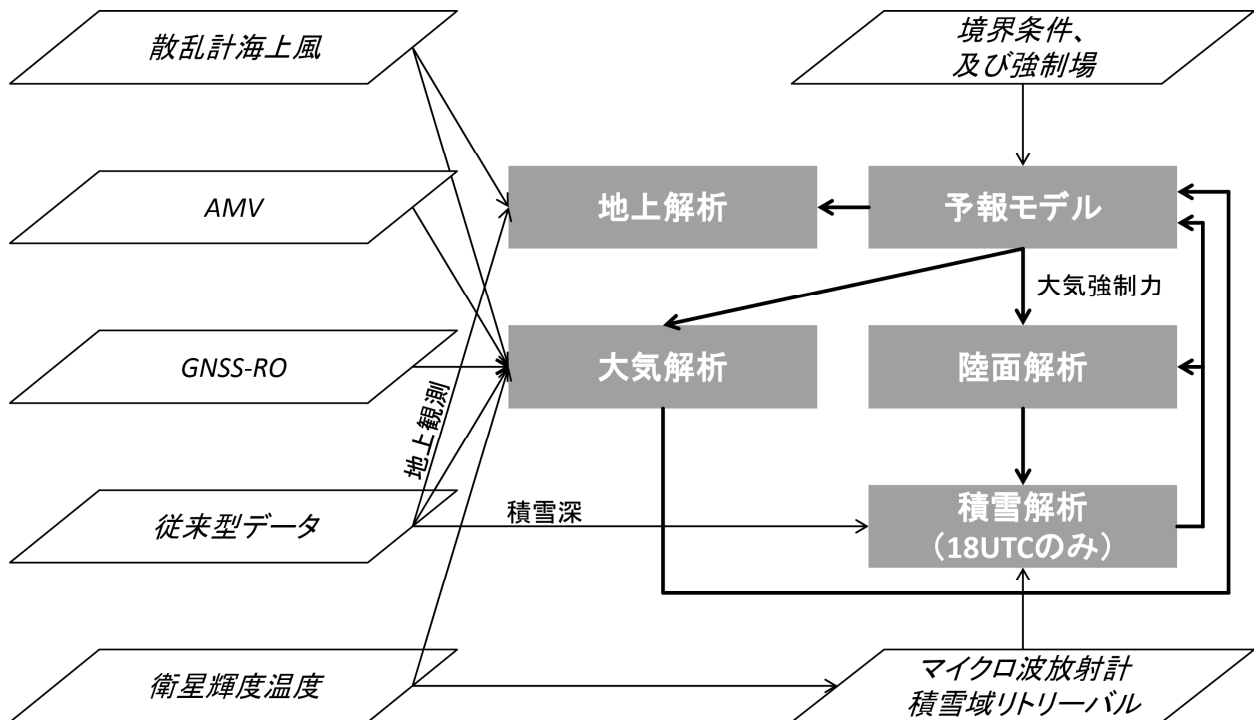 散乱計海上風
境界条件、
及び強制場
AMV
地上解析
予報モデル
大気強制力
GNSS-RO
大気解析
陸面解析
地上観測
従来型データ
積雪深
積雪解析
（18UTCのみ）
衛星輝度温度
マイクロ波放射計
積雪域リトリーバル